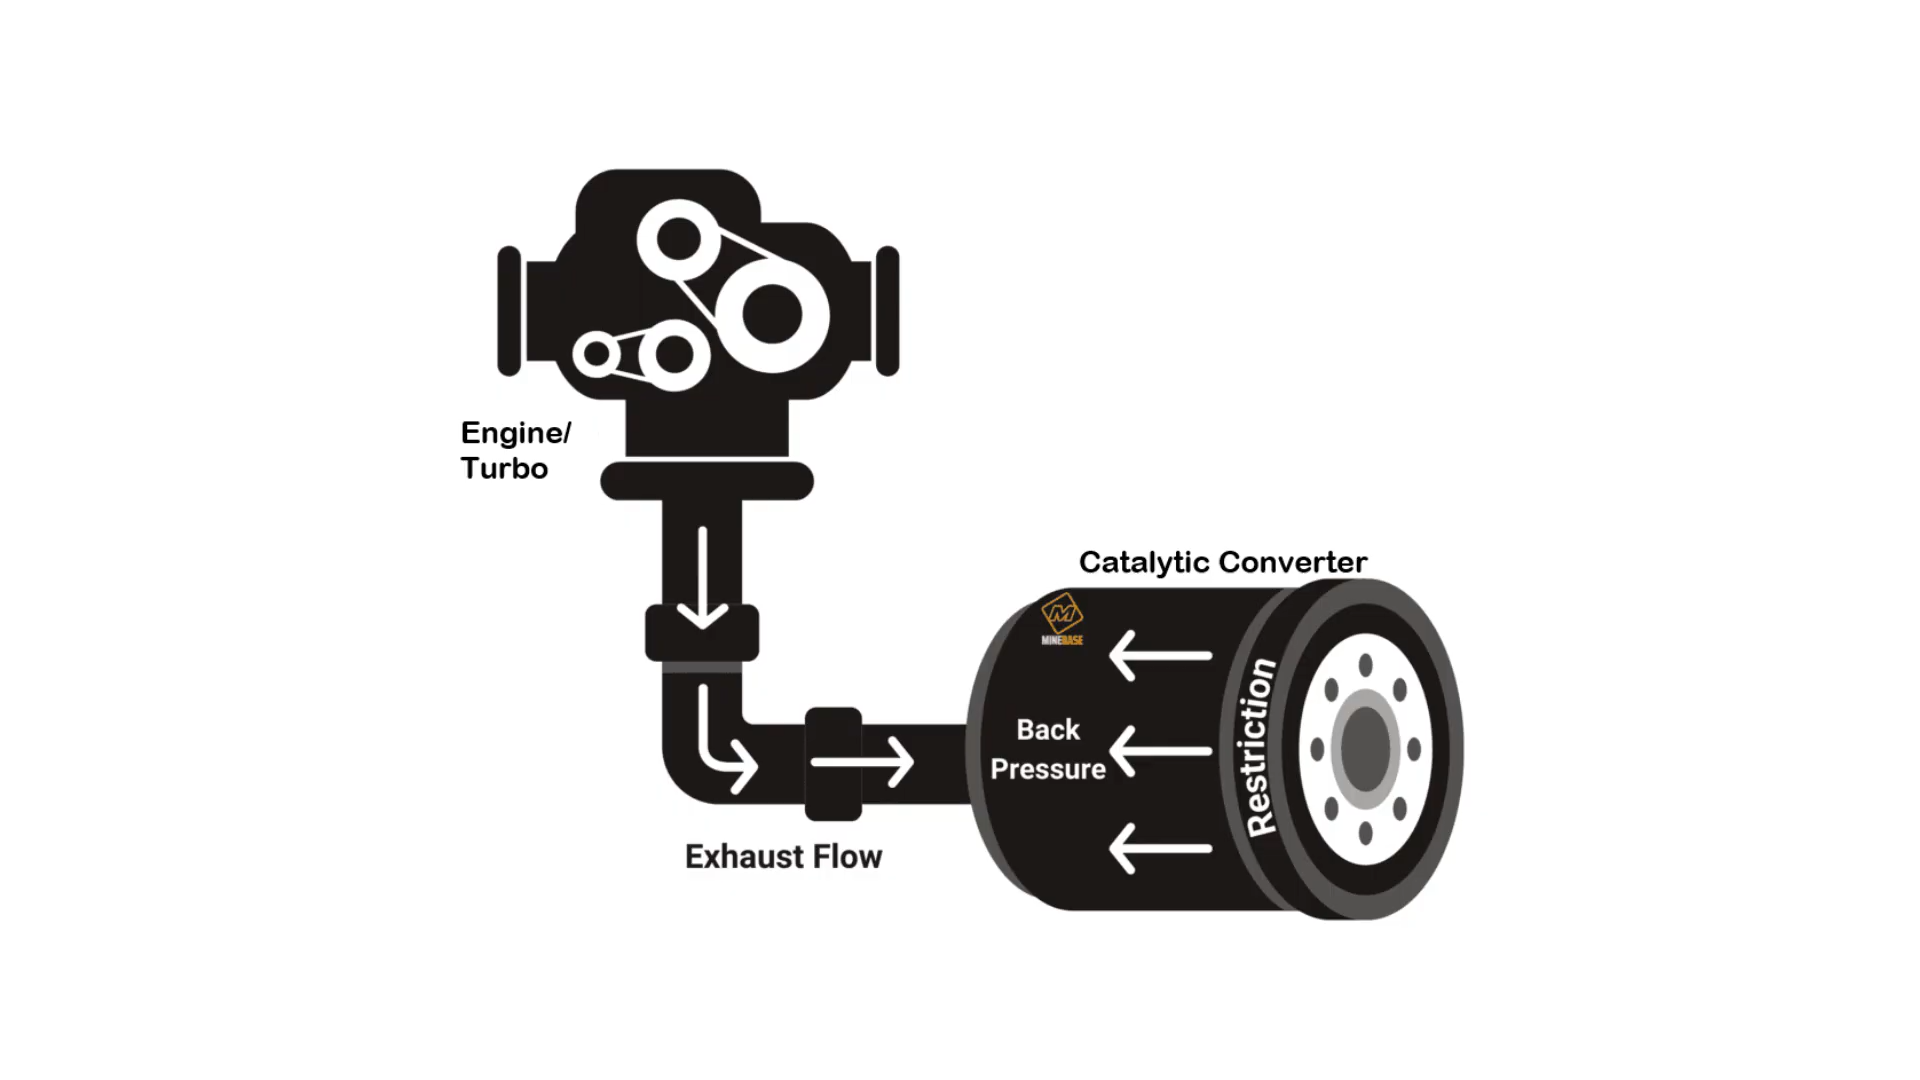 Engine/
Turbo
Catalytic Converter
MINEBASE
Back
Pressure
Restriction
Exhaust Flow